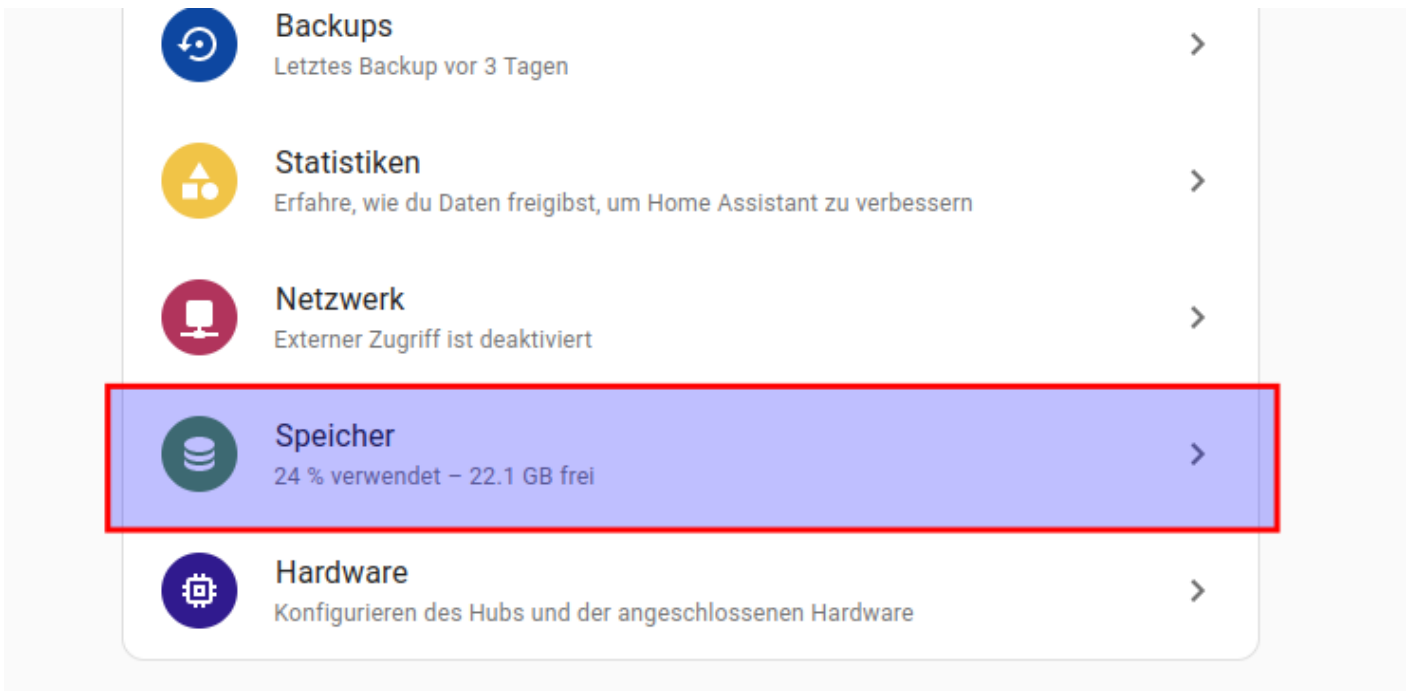 Backups
Letztes Backup vor 3 Tagen
Statistiken
Erfahre, wie du Daten freigibst, um Home Assistant zu verbessern
Netzwerk
Externer Zugriff ist deaktiviert
Speicher
24 % verwendet – 22.1 GB frei
Hardware
Konfigurieren des Hubs und der angeschlossenen Hardware